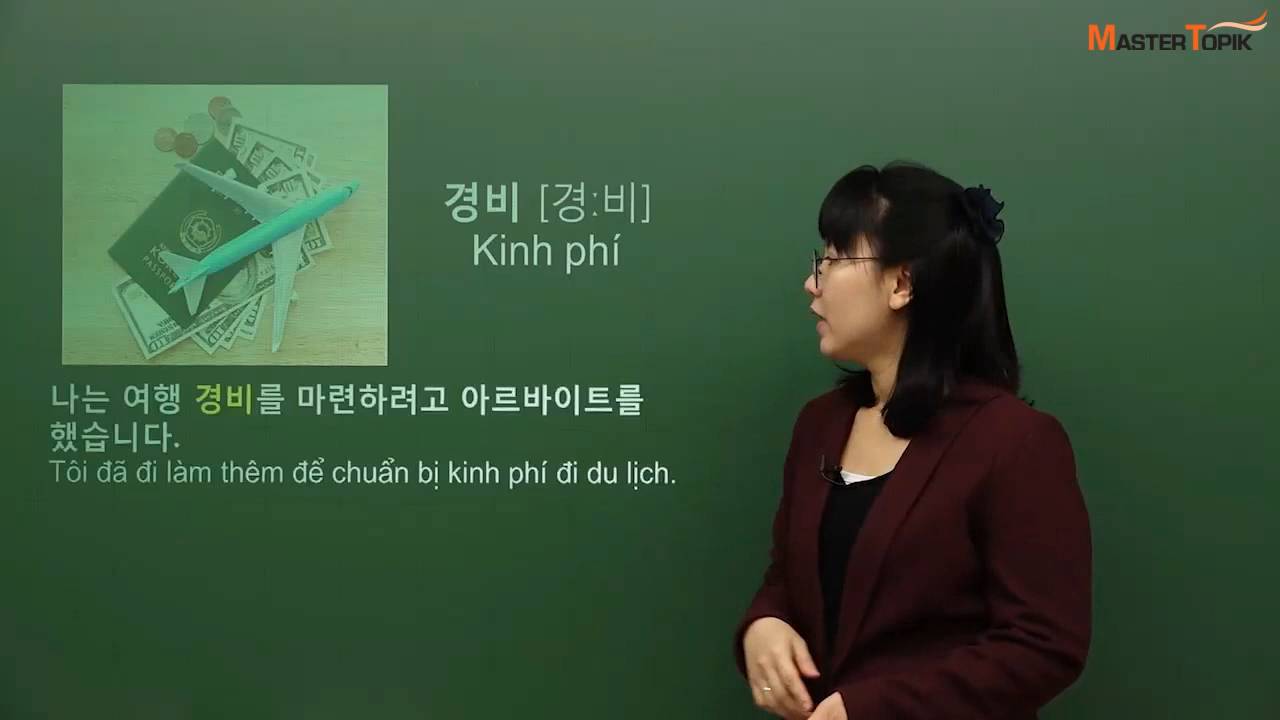 MASTERTOPIK
경비 [경ː비]
Kinh phí
나는 여행 경비를 마련하려고 아르바이트를
했습니다.
Tôi đã đi làm thêm để chuẩn bị kinh phí đi du lịch.